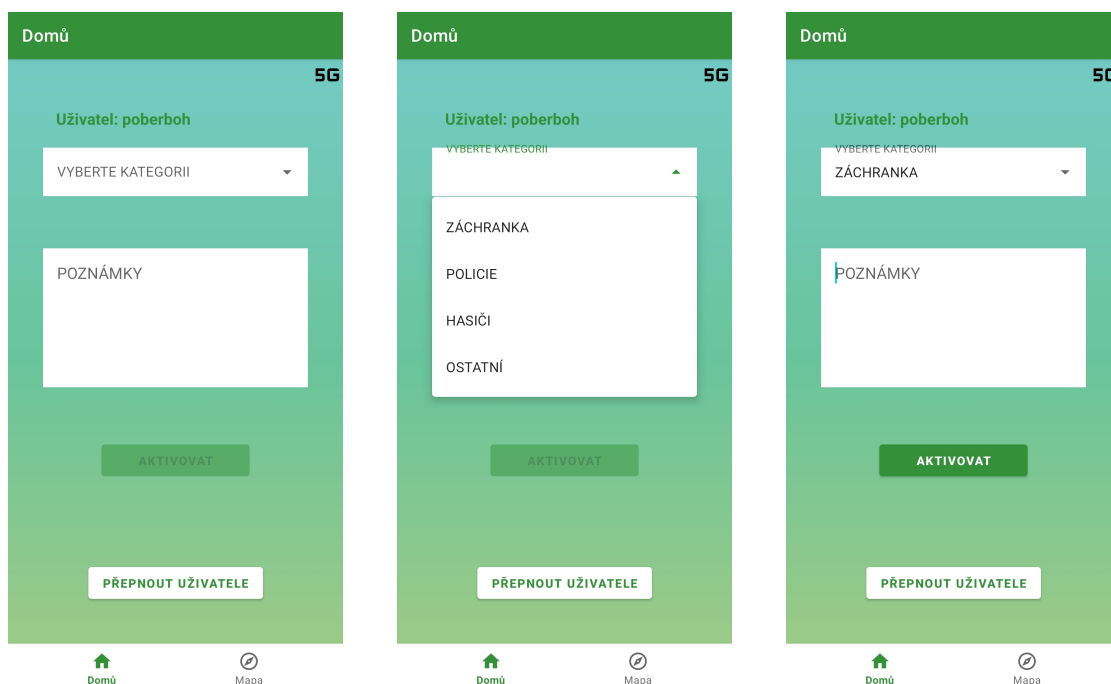 Domů
5G
Uživatel: poberboh
VYBERTE KATEGORII
POZNÁMKY
AKTIVOVAT
PŘEPNOUT UŽIVATELE
Domů
Mapa
Domů
5G
Uživatel: poberboh
VYBERTE KATEGORII
ZÁCHRANKA
POLICIE
HASIČI
OSTATNÍ
AKTIVOVAT
PŘEPNOUT UŽIVATELE
Domů
Mapa
Domů
5G
Uživatel: poberboh
VYBERTE KATEGORII
ZÁCHRANKA
POZNÁMKY
AKTIVOVAT
PŘEPNOUT UŽIVATELE
Domů
Mapa